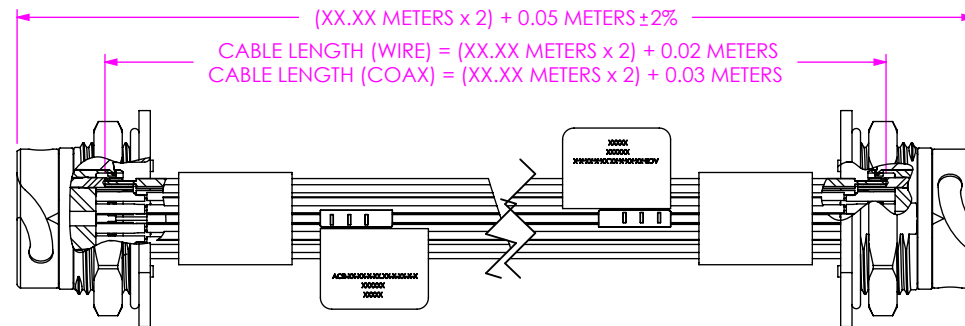 (XX.XX METERS x 2) + 0.05 METERS ±2%
CABLE LENGTH (WIRE) = (XX.XX METERS x 2) + 0.02 METERS
CABLE LENGTH (COAX) = (XX.XX METERS x 2) + 0.03 METERS
XXXXX
XXXXXX
XXXXXX
XXXXX